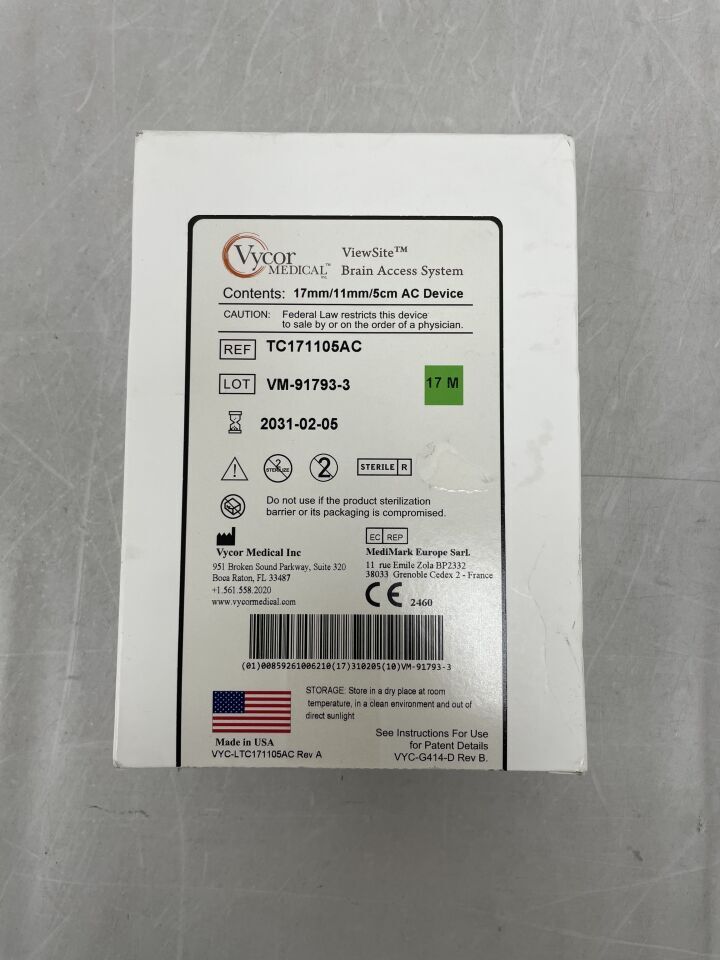 Vycor
MEDICAL™
Inc
ViewSite™
Brain Access System
Contents: 17mm/11mm/5cm AC Device
CAUTION: Federal Law restricts this device
to sale by or on the order of a physician.
REF TC171105AC
LOT VM-91793-3
17 M
2031-02-05
2
STERILIZE
2
STERILE R
Do not use if the product sterilization
barrier or its packaging is compromised.
Vycor Medical Inc
951 Broken Sound Parkway, Suite 320
Boca Raton, FL 33487
+1.561.558.2020
www.vycormedical.com
EC REP
MediMark Europe Sarl.
11 rue Emile Zola BP2332
38033 Grenoble Cedex 2 - France
CE 2460
(01)00859261006210(17)310205(10)VM-91793-3
STORAGE: Store in a dry place at room
temperature, in a clean environment and out of
direct sunlight
Made in USA
VYC-LTC171105AC Rev A
See Instructions For Use
for Patent Details
VYC-G414-D Rev B.